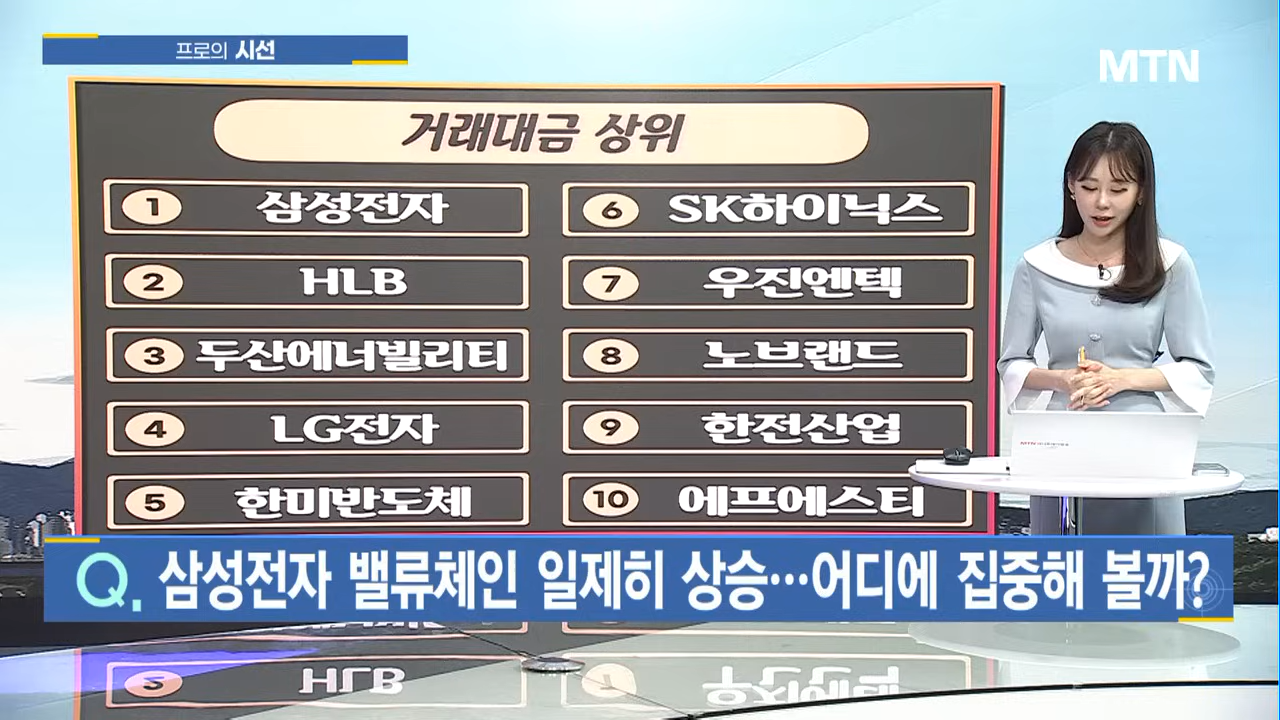 프로의 시선
MTN
거래대금 상위
1 삼성전자
2 HLB
3 두산에너빌리티
4 LG전자
5 한미반도체
6 SK하이닉스
7 우진엔텍
8 노브랜드
9 한전산업
10 에프에스티
MTN
Q. 삼성전자 밸류체인 일제히 상승…어디에 집중해 볼까?